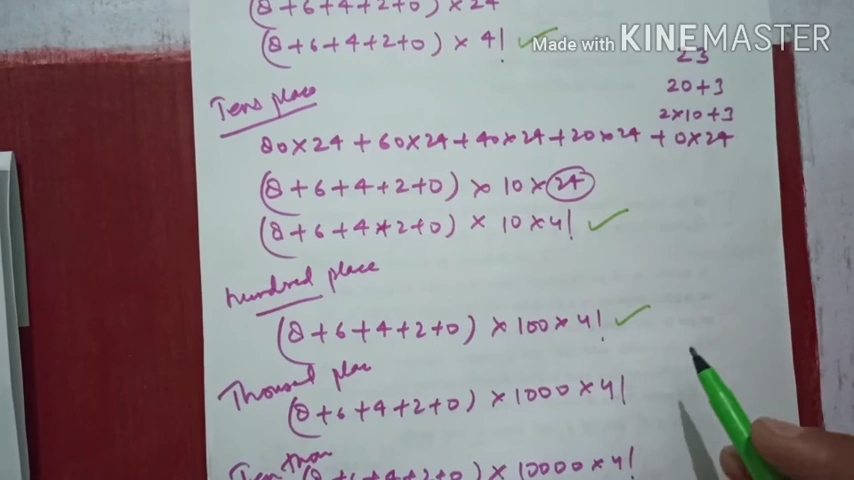 (8+6+4+2+0) × 24
(8+6+4+2+0) × 4!
Made with KINEMASTER
23
20+3
2×10+3
Tens place
80×24 + 60×24 + 40×24 + 20×24 + 0×24
(8+6+4+2+0) × 10×24
(8+6+4+2+0) × 10×4!
Hundred place
(8+6+4+2+0) ×100×4!
Thousand plac
(8+6+4+2+0) ×1000×4!
Ten thou
(8+6+4+2+0) ×10000×4!